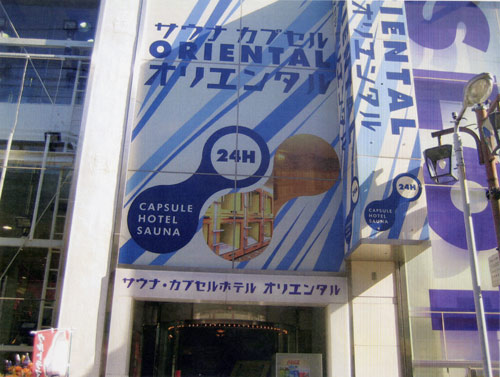 サウナ カプセル
ORIENTAL
オリエンタル
24H
CAPSULE
HOTEL
SAUNA
サウナ・カプセルホテル オリエンタル
ORIENTAL
オリエンタル
24H
CAPSULE
HOTEL
SAUNA